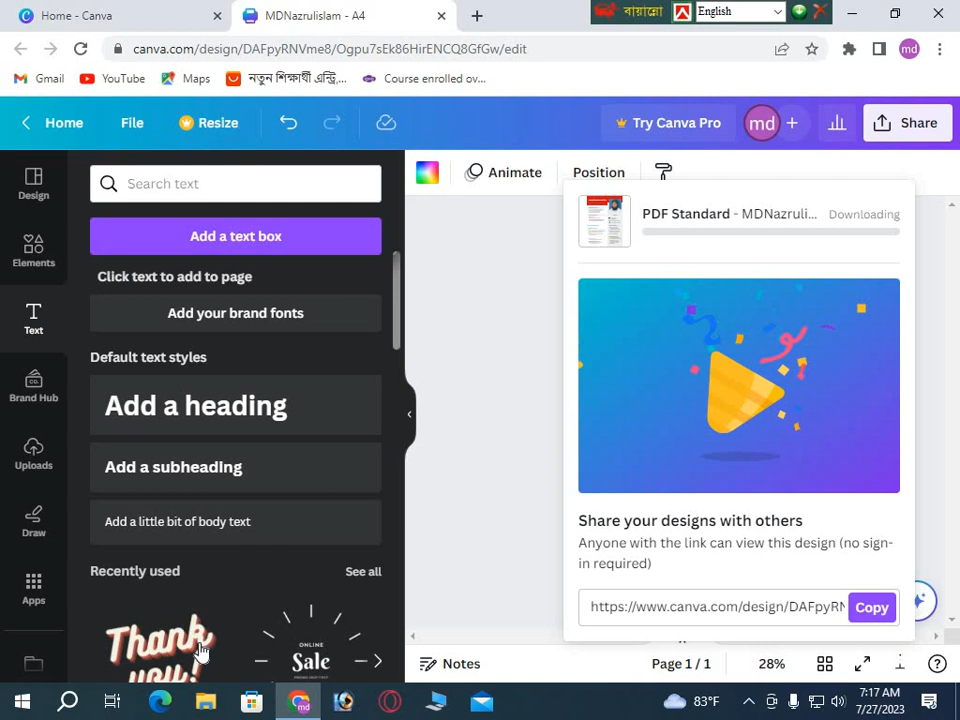 Home - Canva
MDNazrulislam - A4
বায়ান্নো
English
canva.com/design/DAFpyRNVme8/Ogpu7sEk86HirENCQ8GfGw/edit
md
Gmail
YouTube
Maps
নতুন শিক্ষার্থী এন্ট্রি,...
Course enrolled ov...
Home
File
Resize
Try Canva Pro
md
Share
Design
Elements
Text
Brand Hub
Uploads
Draw
Apps
Search text
Add a text box
Click text to add to page
Add your brand fonts
Default text styles
Add a heading
Add a subheading
Add a little bit of body text
Recently used
See all
Thank
you!
ONLINE
Sale
Animate
Position
PDF Standard - MDNazruli...
Downloading
Share your designs with others
Anyone with the link can view this design (no sign-
in required)
https://www.canva.com/design/DAFpyRN
Copy
Notes
Page 1 / 1
28%
83°F
7:17 AM
7/27/2023